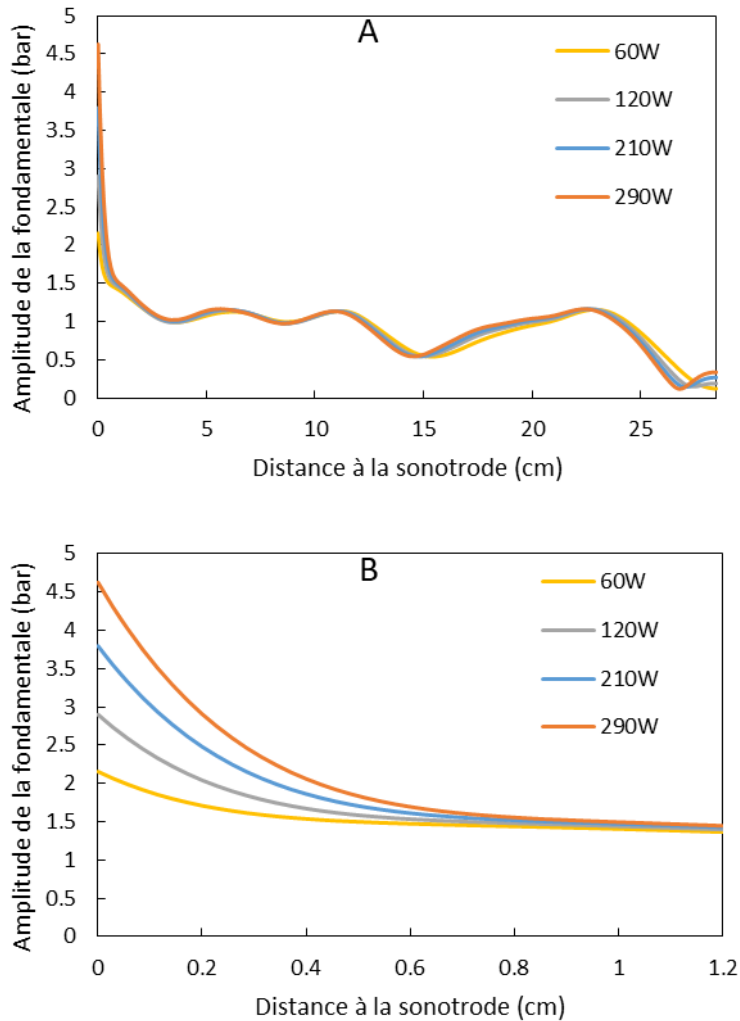 A
5
4.5
4
3.5
3
2.5
2
1.5
1
0.5
0
Amplitude de la fondamentale (bar)
60W
120W
210W
290W
0 5 10 15 20 25
Distance à la sonotrode (cm)
B
5
4.5
4
3.5
3
2.5
2
1.5
1
0.5
0
Amplitude de la fondamentale (bar)
60W
120W
210W
290W
0 0.2 0.4 0.6 0.8 1 1.2
Distance à la sonotrode (cm)